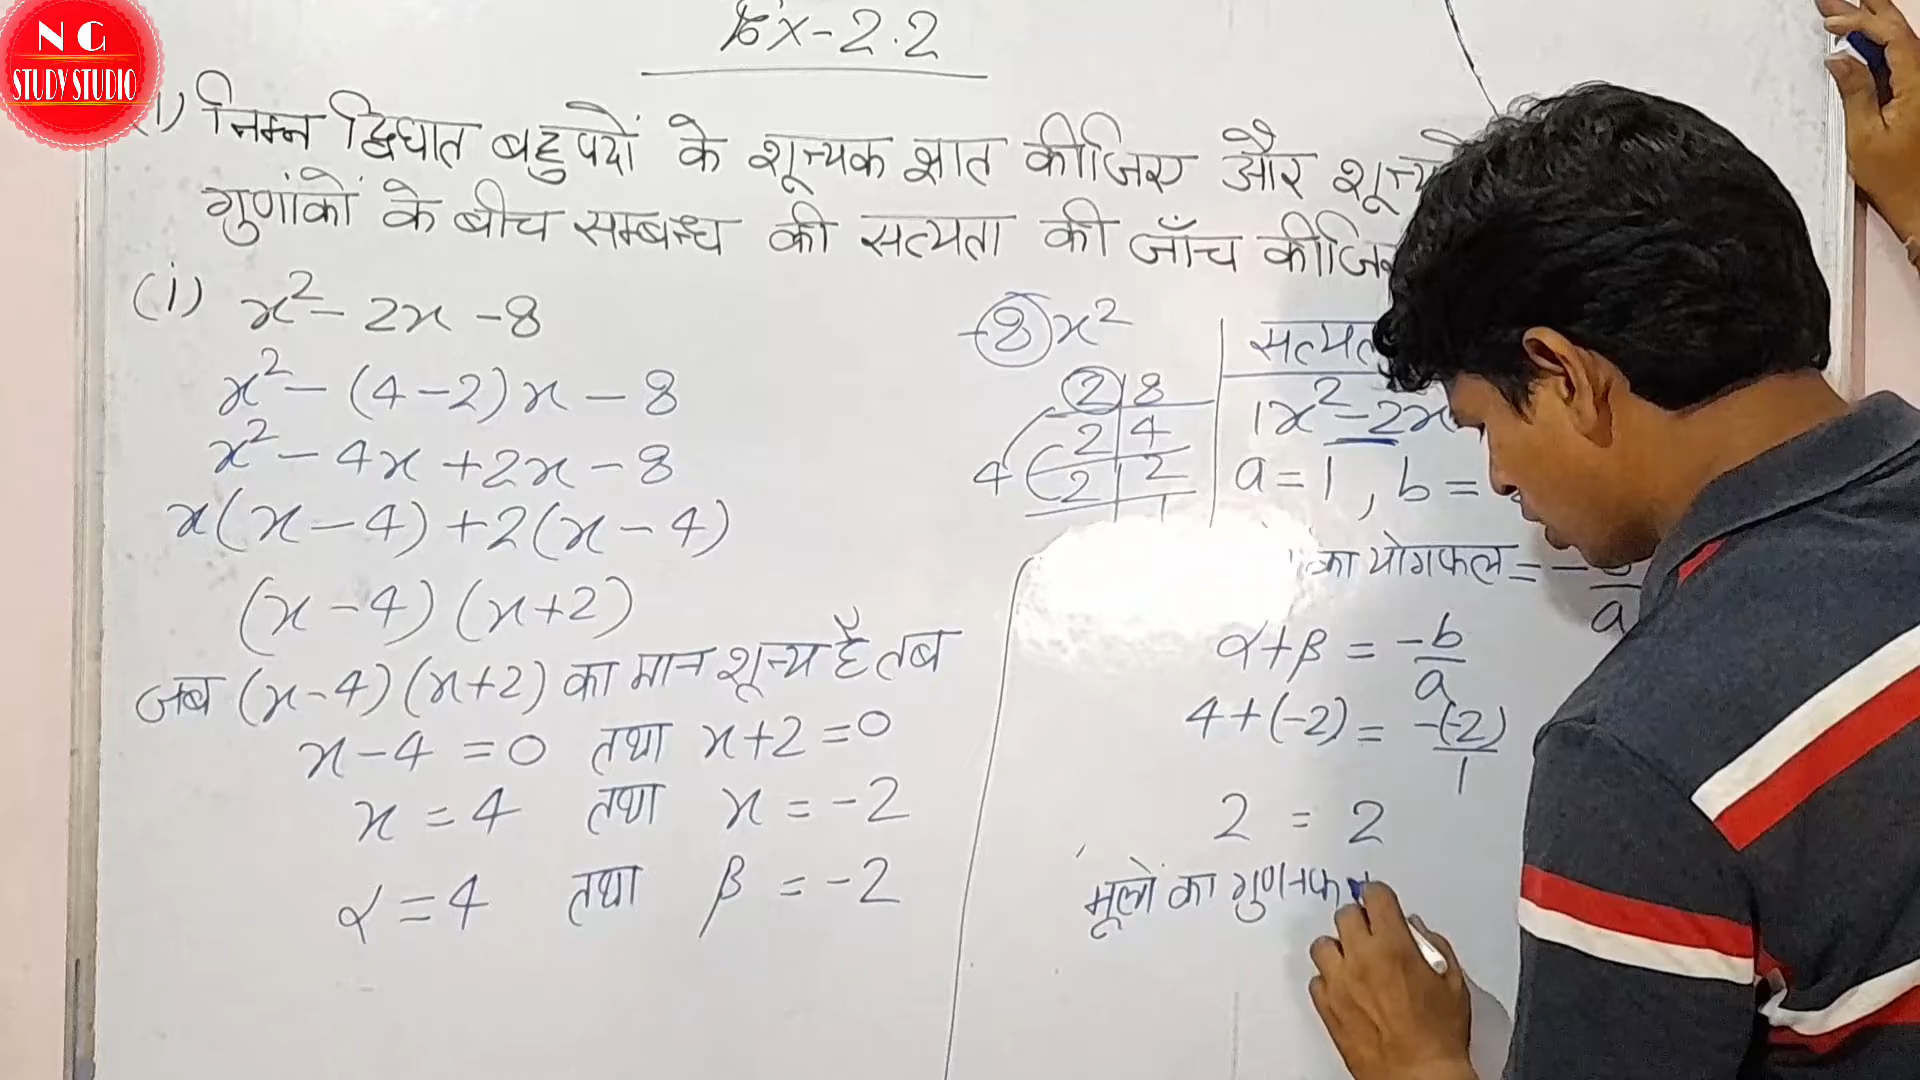 N G
STUDY STUDIO
Ex-2.2
1) निम्न द्विघात बहुपदों के शून्यक ज्ञात कीजिए और
गुणांकों के बीच सम्बन्ध की सत्यता की जाँच
(i) x² - 2x - 8
x² - (4-2)x - 8
x² - 4x + 2x - 8
x(x-4) + 2(x-4)
(x-4)(x+2)
जब (x-4)(x+2) का मान शून्य है तब
x-4 = 0 तथा x+2 = 0
x = 4 तथा x = -2
α = 4 तथा β = -2
-8x²
2 | 8
4 2 | 4
2 | 2
1
1x² - 2x
a = 1, b =
का योगफल = -
a
α+β = -b/a
4+(-2) = -(-2)/1
2 = 2
मूलों का